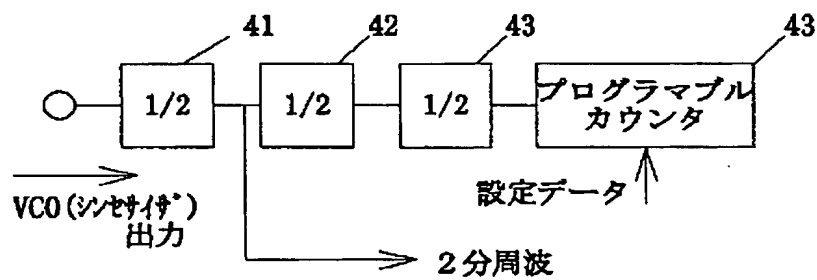 41
42
43
43
1/2
1/2
1/2
プログラマブル
カウンタ
VCO(ｼﾝｾｻｲｻﾞ)
出力
設定データ
2分周波